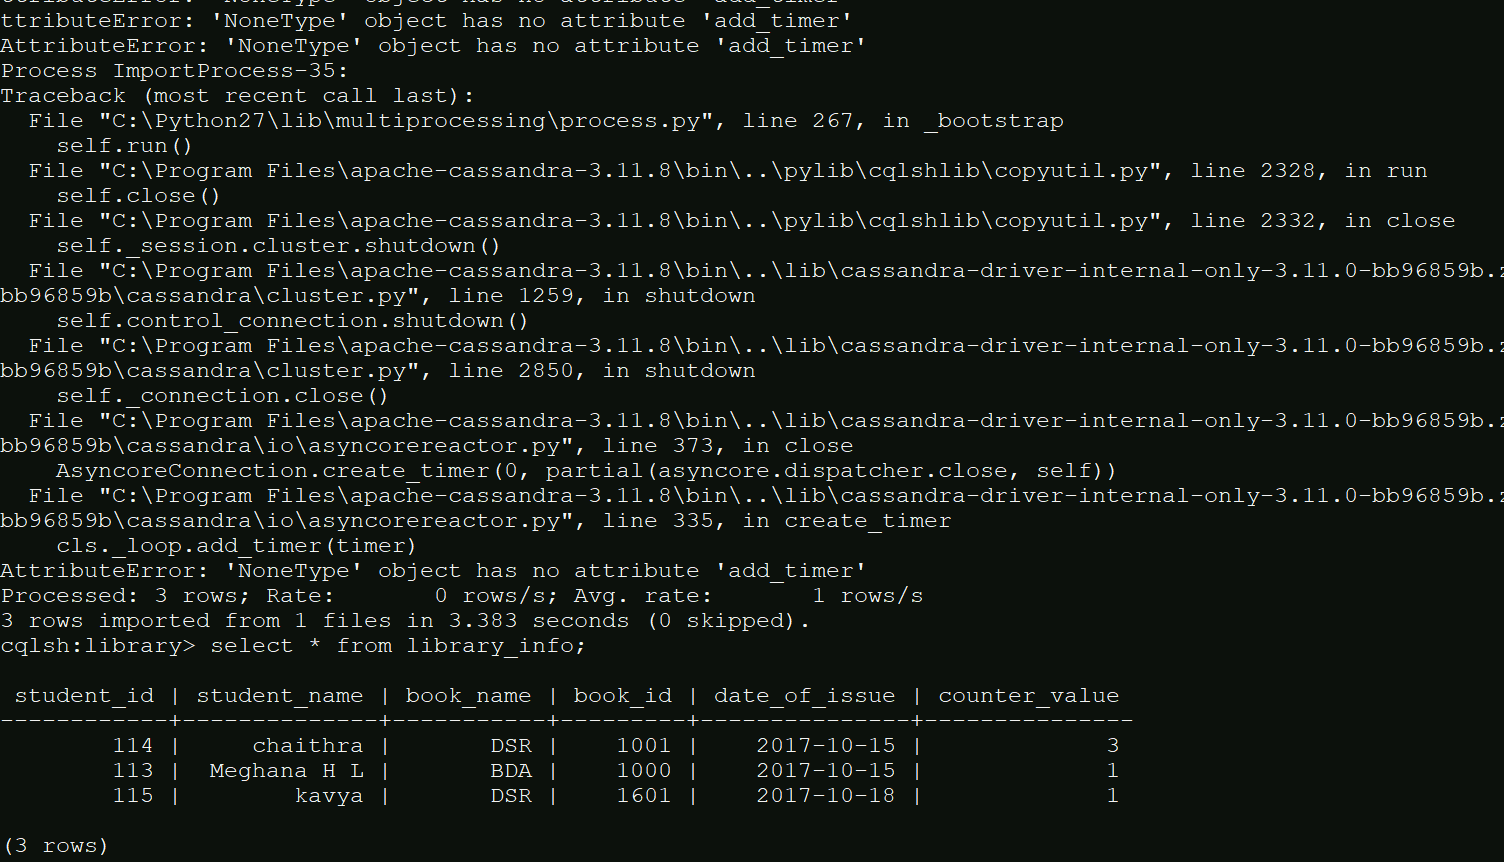 ttributeError: 'NoneType' object has no attribute 'add_timer'
ttributeError: 'NoneType' object has no attribute 'add_timer'
AttributeError: 'NoneType' object has no attribute 'add_timer'
Process ImportProcess-35:
Traceback (most recent call last):
  File "C:\Python27\lib\multiprocessing\process.py", line 267, in _bootstrap
    self.run()
  File "C:\Program Files\apache-cassandra-3.11.8\bin\..\pylib\cqlshlib\copyutil.py", line 2328, in run
    self.close()
  File "C:\Program Files\apache-cassandra-3.11.8\bin\..\pylib\cqlshlib\copyutil.py", line 2332, in close
    self._session.cluster.shutdown()
  File "C:\Program Files\apache-cassandra-3.11.8\bin\..\lib\cassandra-driver-internal-only-3.11.0-bb96859b.z
bb96859b\cassandra\cluster.py", line 1259, in shutdown
    self.control_connection.shutdown()
  File "C:\Program Files\apache-cassandra-3.11.8\bin\..\lib\cassandra-driver-internal-only-3.11.0-bb96859b.z
bb96859b\cassandra\cluster.py", line 2850, in shutdown
    self._connection.close()
  File "C:\Program Files\apache-cassandra-3.11.8\bin\..\lib\cassandra-driver-internal-only-3.11.0-bb96859b.z
bb96859b\cassandra\io\asyncorereactor.py", line 373, in close
    AsyncoreConnection.create_timer(0, partial(asyncore.dispatcher.close, self))
  File "C:\Program Files\apache-cassandra-3.11.8\bin\..\lib\cassandra-driver-internal-only-3.11.0-bb96859b.z
bb96859b\cassandra\io\asyncorereactor.py", line 335, in create_timer
    cls._loop.add_timer(timer)
AttributeError: 'NoneType' object has no attribute 'add_timer'
Processed: 3 rows; Rate:       0 rows/s; Avg. rate:       1 rows/s
3 rows imported from 1 files in 3.383 seconds (0 skipped).
cqlsh:library> select * from library_info;

 student_id | student_name | book_name | book_id | date_of_issue | counter_value
------------+--------------+-----------+---------+---------------+---------------
        114 |     chaithra |       DSR |    1001 |    2017-10-15 |             3
        113 |  Meghana H L |       BDA |    1000 |    2017-10-15 |             1
        115 |        kavya |       DSR |    1601 |    2017-10-18 |             1

(3 rows)